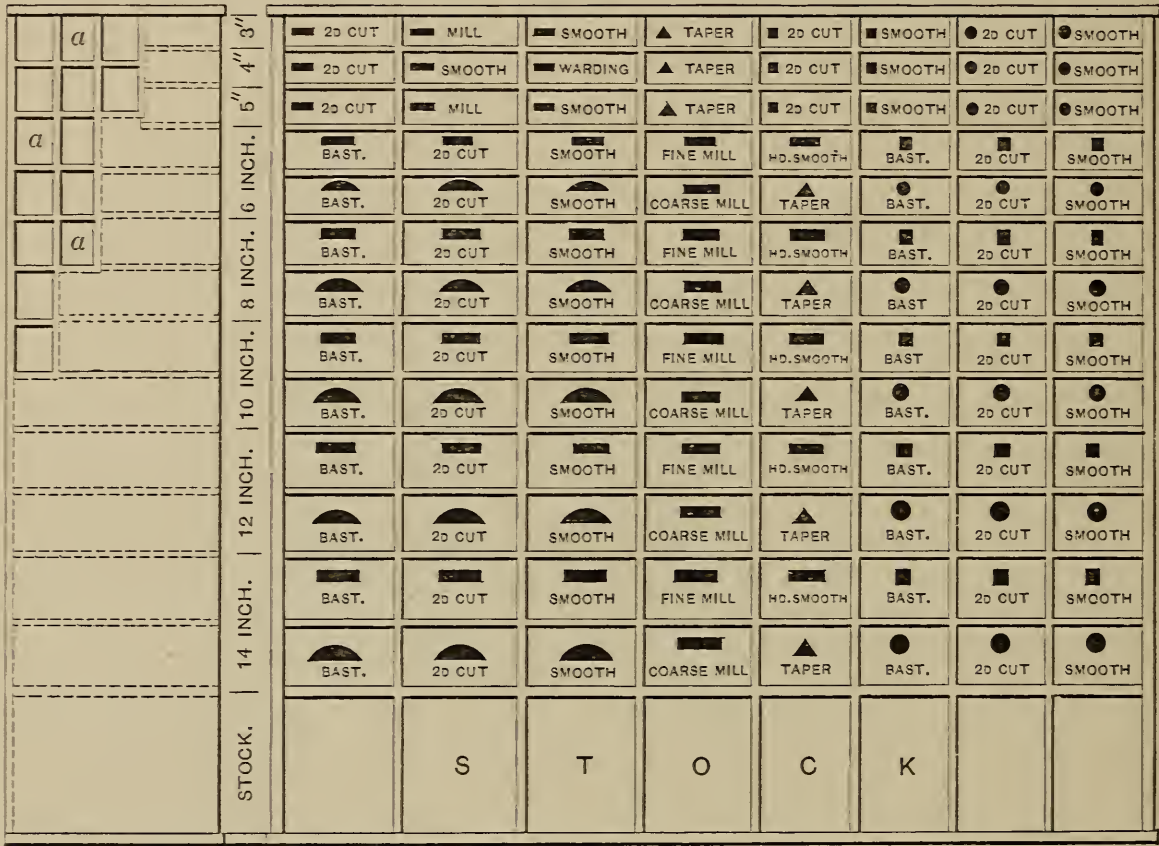 a
a
a
3" 2D CUT MILL SMOOTH TAPER 2D CUT SMOOTH 2D CUT SMOOTH
4" 2D CUT SMOOTH WARDING TAPER 2D CUT SMOOTH 2D CUT SMOOTH
5" 2D CUT MILL SMOOTH TAPER 2D CUT SMOOTH 2D CUT SMOOTH
6 INCH.
BAST. 2D CUT SMOOTH FINE MILL HD.SMOOTH BAST. 2D CUT SMOOTH
BAST. 2D CUT SMOOTH COARSE MILL TAPER BAST. 2D CUT SMOOTH
8 INCH.
BAST. 2D CUT SMOOTH FINE MILL HD.SMOOTH BAST. 2D CUT SMOOTH
BAST. 2D CUT SMOOTH COARSE MILL TAPER BAST 2D CUT SMOOTH
10 INCH.
BAST. 2D CUT SMOOTH FINE MILL HD.SMOOTH BAST 2D CUT SMOOTH
BAST. 2D CUT SMOOTH COARSE MILL TAPER BAST. 2D CUT SMOOTH
12 INCH.
BAST. 2D CUT SMOOTH FINE MILL HD.SMOOTH BAST. 2D CUT SMOOTH
BAST. 2D CUT SMOOTH COARSE MILL TAPER BAST. 2D CUT SMOOTH
14 INCH.
BAST. 2D CUT SMOOTH FINE MILL HD.SMOOTH BAST. 2D CUT SMOOTH
BAST. 2D CUT SMOOTH COARSE MILL TAPER BAST. 2D CUT SMOOTH
STOCK.
S T O C K